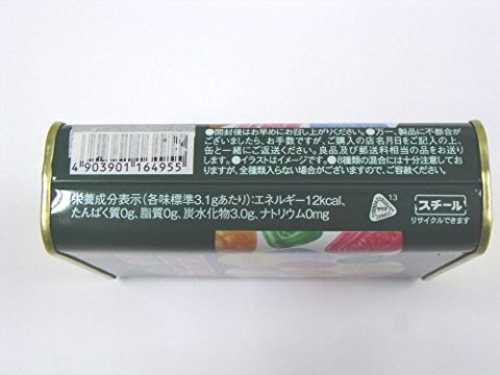 ●開封後はお早めにお召し上がりください。●万一、製品に不都合が
ございましたら、お手数ですが、ご購入の店名月日をご記入の上、
缶と一緒にご返送ください。良品及び郵送料相当の品をお送り
します。●イラストはイメージです。●8種類の混合には十分注意しており
ますが、全種類入らない場合がございますので、ご容赦ください。
4 903901 164955
栄養成分表示(各味標準3.1gあたり):エネルギー12kcal、
たんぱく質0g、脂質0g、炭水化物3.0g、ナトリウム0mg
13
スチール
リサイクルできます